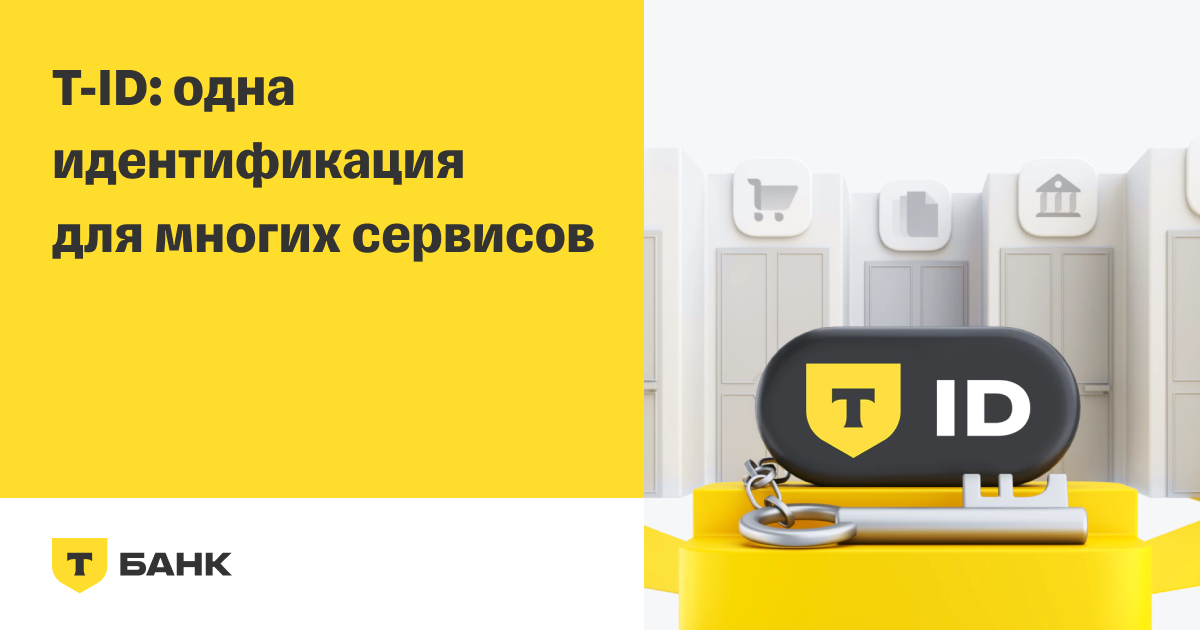 T-ID: одна
идентификация
для многих сервисов
Т ID
Т БАНК